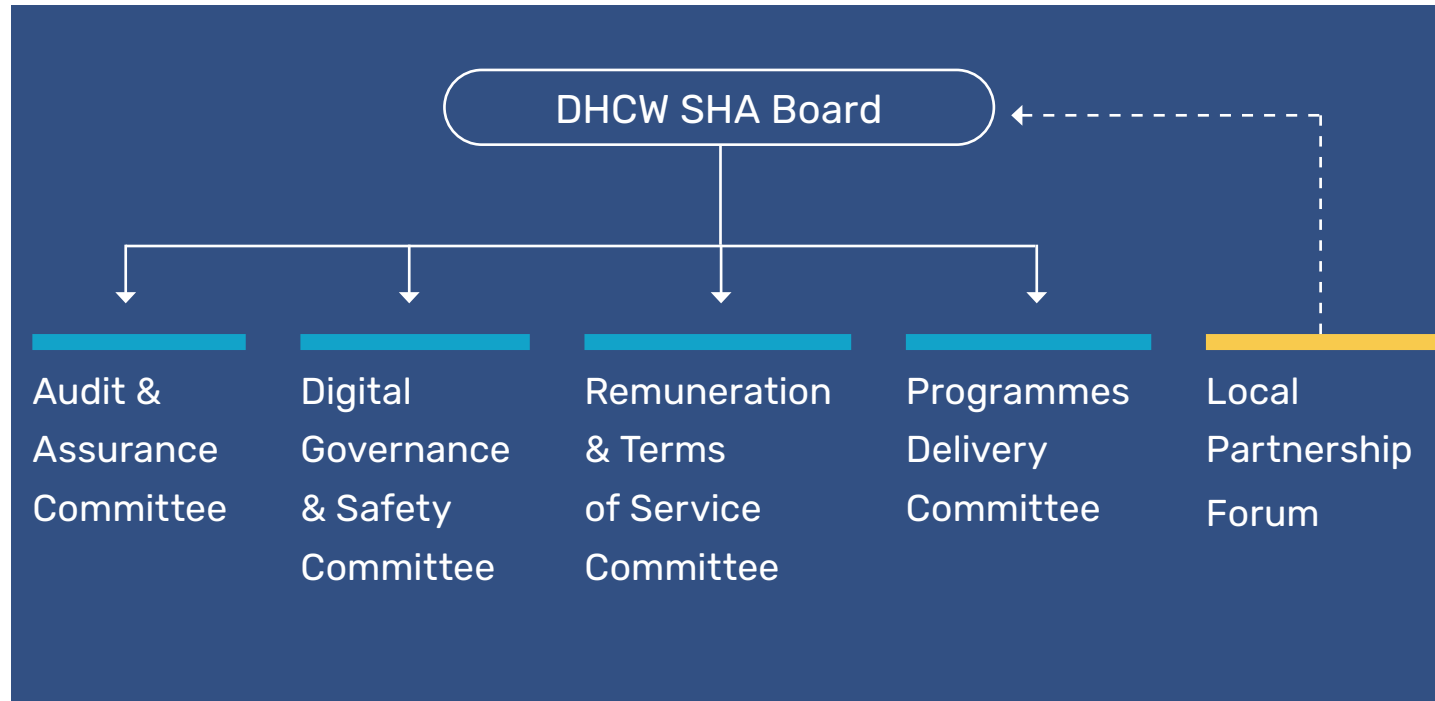 DHCW SHA Board
Audit &
Assurance
Committee
Digital
Governance
& Safety
Committee
Remuneration
& Terms
of Service
Committee
Programmes
Delivery
Committee
Local
Partnership
Forum